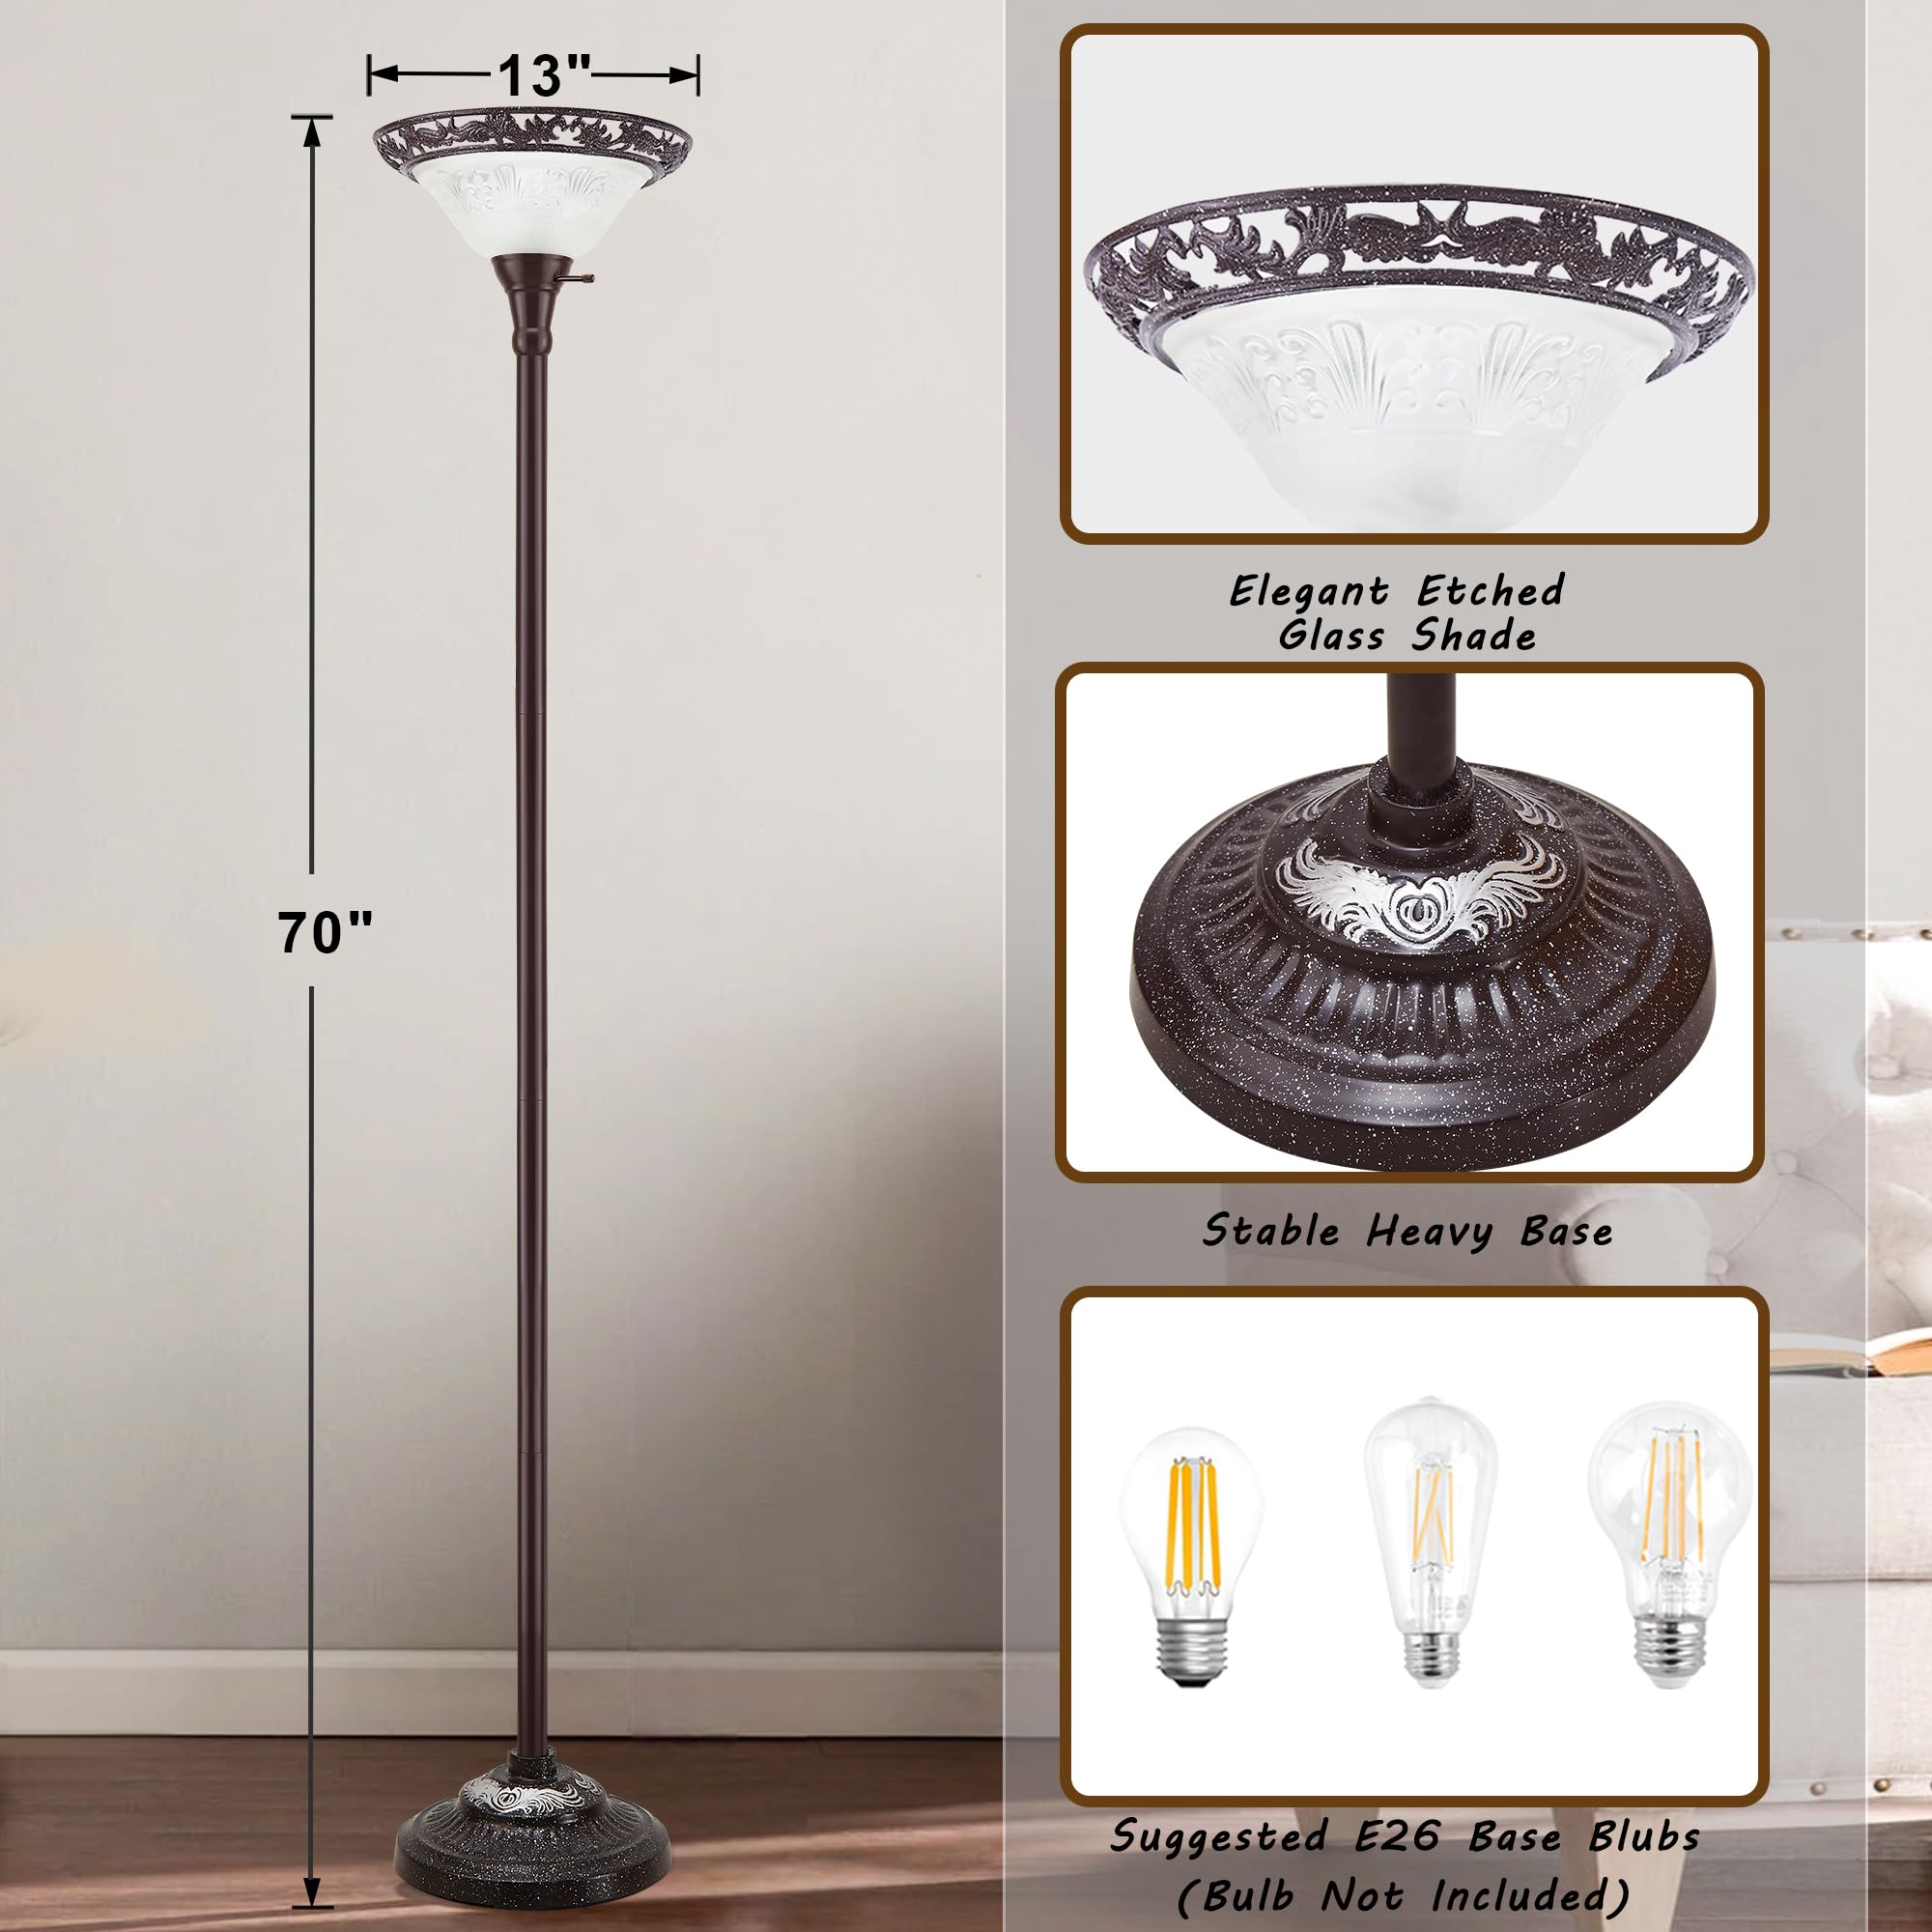 13"
70"
Elegant Etched
Glass Shade
Stable Heavy Base
Suggested E26 Base Blubs
(Bulb Not Included)